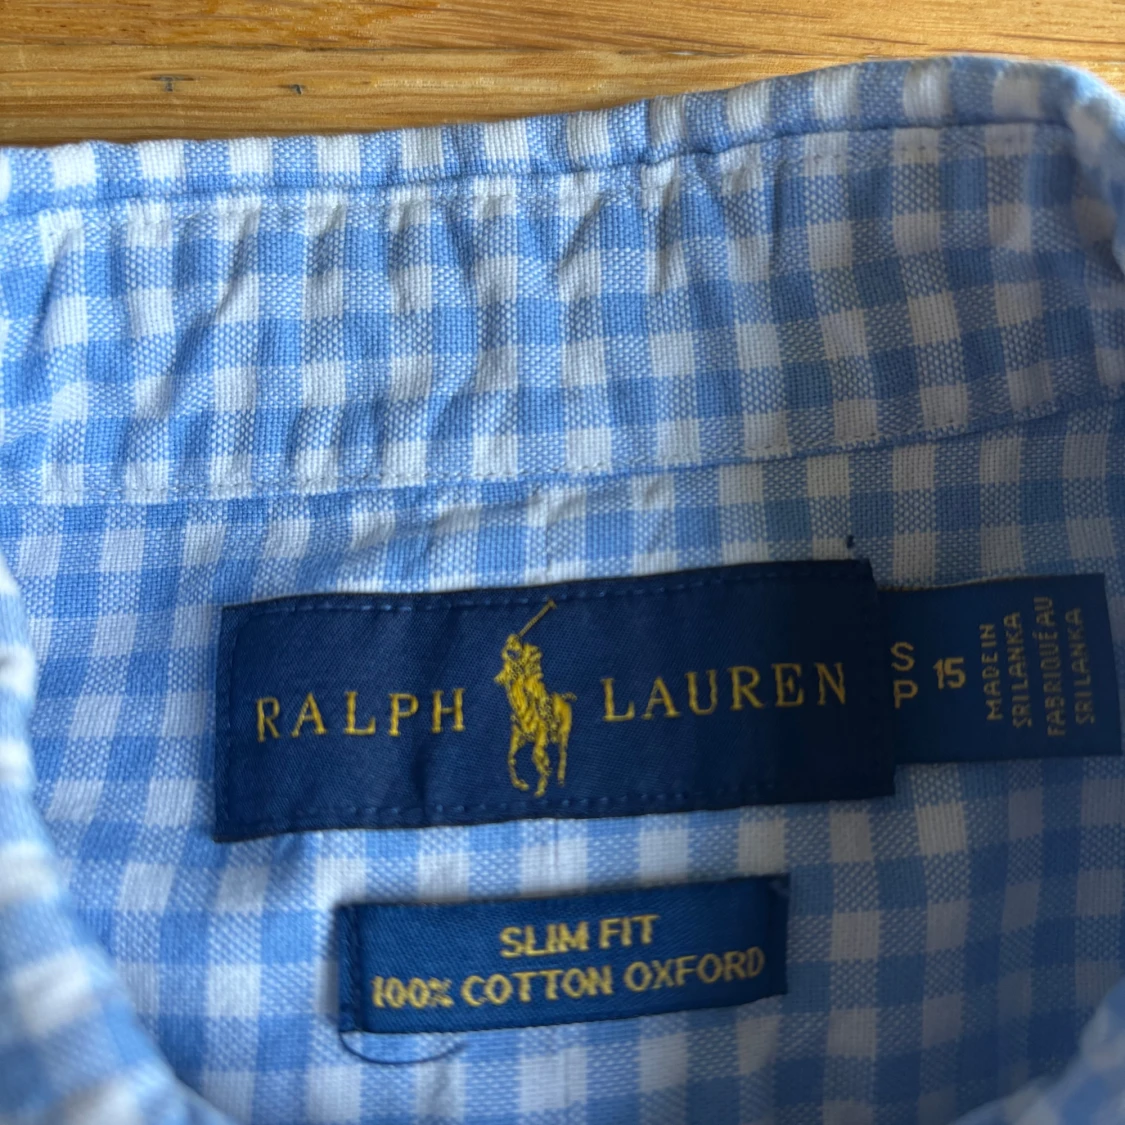 RALPH LAUREN
S
P
15
MADE IN
SRI LANKA
FABRIQUÉ AU
SRI LANKA
SLIM FIT
100% COTTON OXFORD